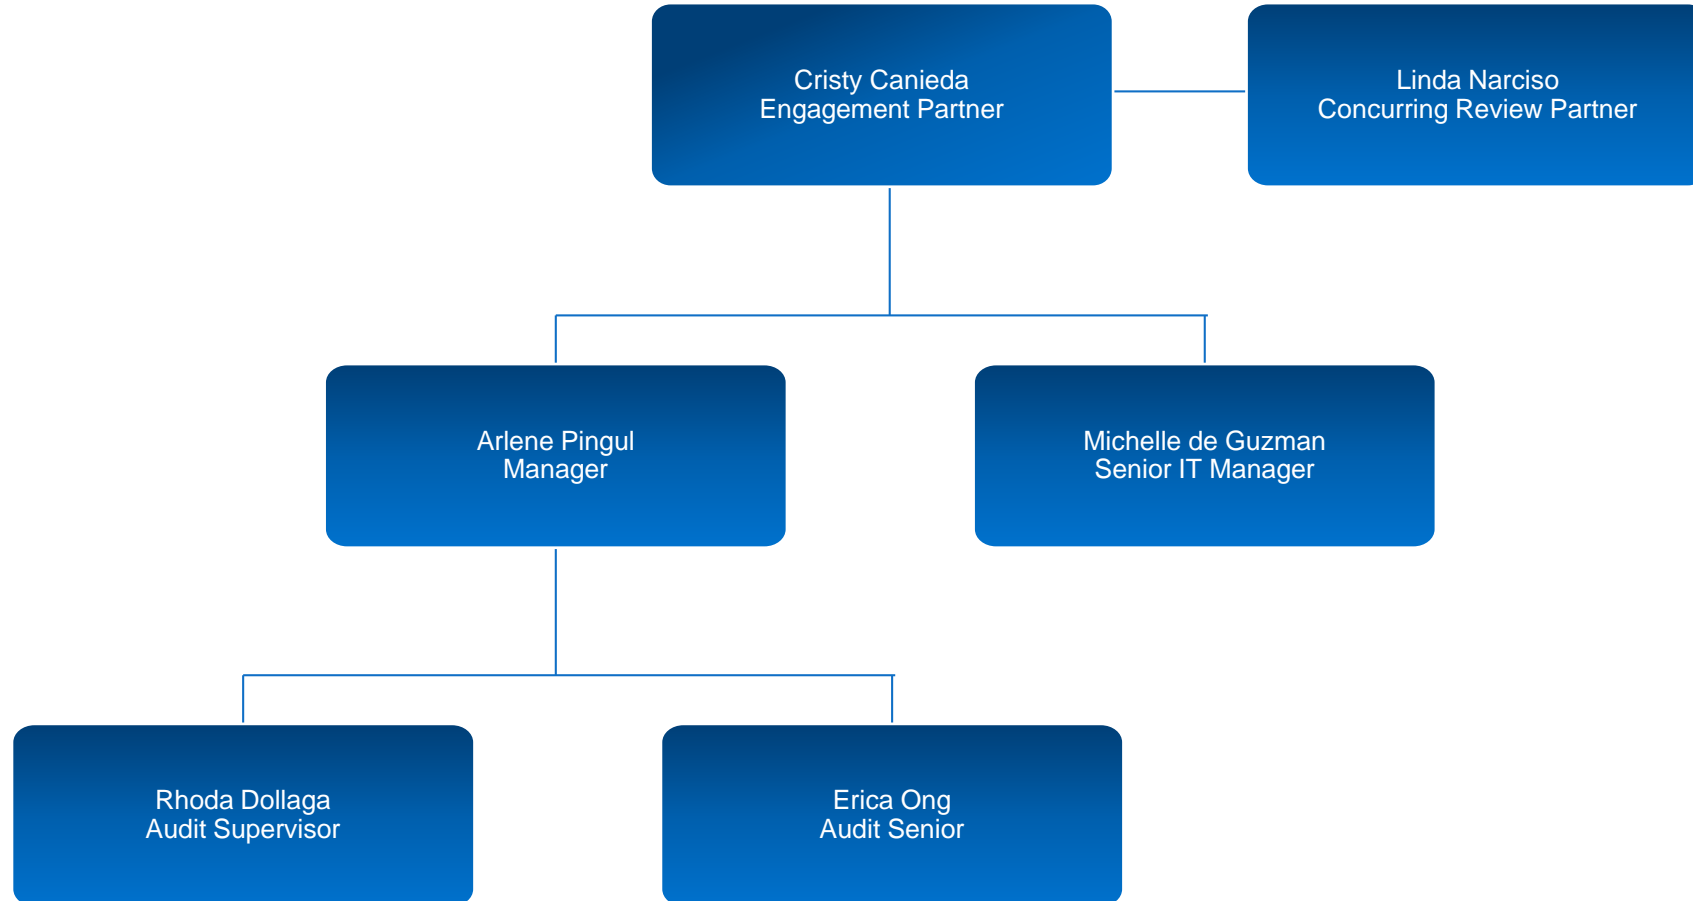 Cristy Canieda
Engagement Partner
Linda Narciso
Concurring Review Partner
Arlene Pingul
Manager
Michelle de Guzman
Senior IT Manager
Rhoda Dollaga
Audit Supervisor
Erica Ong
Audit Senior